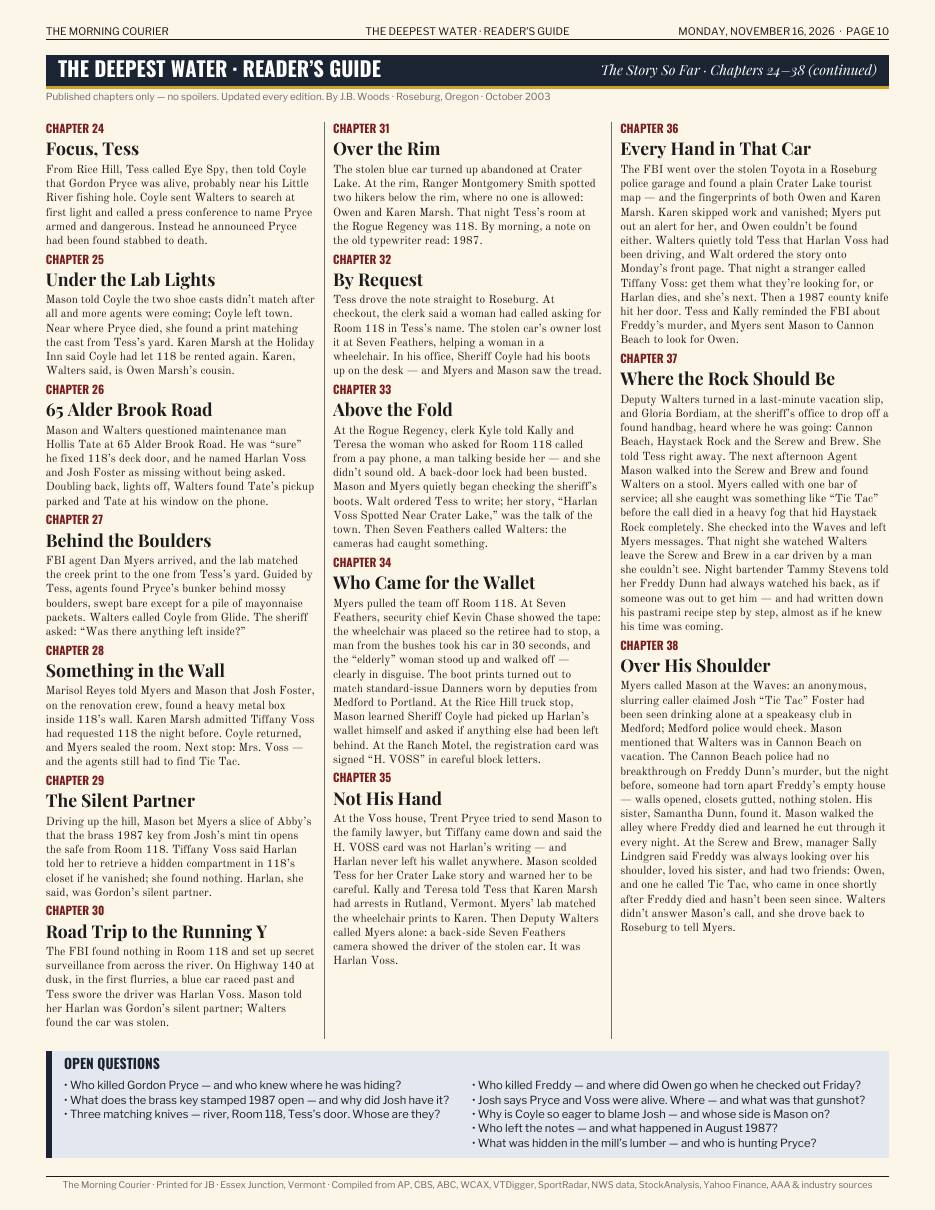 THE MORNING COURIER
THE DEEPEST WATER · READER'S GUIDE
MONDAY, NOVEMBER 16, 2026 · PAGE 10
THE DEEPEST WATER · READER'S GUIDE
The Story So Far · Chapters 24–38 (continued)
Published chapters only — no spoilers. Updated every edition. By J.B. Woods · Roseburg, Oregon · October 2003
CHAPTER 24
Focus, Tess
From Rice Hill, Tess called Eye Spy, then told Coyle
that Gordon Pryce was alive, probably near his Little
River fishing hole. Coyle sent Walters to search at
first light and called a press conference to name Pryce
armed and dangerous. Instead he announced Pryce
had been found stabbed to death.
CHAPTER 25
Under the Lab Lights
Mason told Coyle the two shoe casts didn't match after
all and more agents were coming; Coyle left town.
Near where Pryce died, she found a print matching
the cast from Tess's yard. Karen Marsh at the Holiday
Inn said Coyle had let 118 be rented again. Karen,
Walters said, is Owen Marsh's cousin.
CHAPTER 26
65 Alder Brook Road
Mason and Walters questioned maintenance man
Hollis Tate at 65 Alder Brook Road. He was “sure”
he fixed 118's deck door, and he named Harlan Voss
and Josh Foster as missing without being asked.
Doubling back, lights off, Walters found Tate's pickup
parked and Tate at his window on the phone.
CHAPTER 27
Behind the Boulders
FBI agent Dan Myers arrived, and the lab matched
the creek print to the one from Tess's yard. Guided by
Tess, agents found Pryce's bunker behind mossy
boulders, swept bare except for a pile of mayonnaise
packets. Walters called Coyle from Glide. The sheriff
asked: “Was there anything left inside?”
CHAPTER 28
Something in the Wall
Marisol Reyes told Myers and Mason that Josh Foster,
on the renovation crew, found a heavy metal box
inside 118's wall. Karen Marsh admitted Tiffany Voss
had requested 118 the night before. Coyle returned,
and Myers sealed the room. Next stop: Mrs. Voss —
and the agents still had to find Tic Tac.
CHAPTER 29
The Silent Partner
Driving up the hill, Mason bet Myers a slice of Abby's
that the brass 1987 key from Josh's mint tin opens
the safe from Room 118. Tiffany Voss said Harlan
told her to retrieve a hidden compartment in 118's
closet if he vanished; she found nothing. Harlan, she
said, was Gordon's silent partner.
CHAPTER 30
Road Trip to the Running Y
The FBI found nothing in Room 118 and set up secret
surveillance from across the river. On Highway 140 at
dusk, in the first flurries, a blue car raced past and
Tess swore the driver was Harlan Voss. Mason told
her Harlan was Gordon's silent partner; Walters
found the car was stolen.
CHAPTER 31
Over the Rim
The stolen blue car turned up abandoned at Crater
Lake. At the rim, Ranger Montgomery Smith spotted
two hikers below the rim, where no one is allowed:
Owen and Karen Marsh. That night Tess's room at
the Rogue Regency was 118. By morning, a note on
the old typewriter read: 1987.
CHAPTER 32
By Request
Tess drove the note straight to Roseburg. At
checkout, the clerk said a woman had called asking for
Room 118 in Tess's name. The stolen car's owner lost
it at Seven Feathers, helping a woman in a
wheelchair. In his office, Sheriff Coyle had his boots
up on the desk — and Myers and Mason saw the tread.
CHAPTER 33
Above the Fold
At the Rogue Regency, clerk Kyle told Kally and
Teresa the woman who asked for Room 118 called
from a pay phone, a man talking beside her — and she
didn't sound old. A back-door lock had been busted.
Mason and Myers quietly began checking the sheriff's
boots. Walt ordered Tess to write; her story, “Harlan
Voss Spotted Near Crater Lake,” was the talk of the
town. Then Seven Feathers called Walters: the
cameras had caught something.
CHAPTER 34
Who Came for the Wallet
Myers pulled the team off Room 118. At Seven
Feathers, security chief Kevin Chase showed the tape:
the wheelchair was placed so the retiree had to stop, a
man from the bushes took his car in 30 seconds, and
the “elderly” woman stood up and walked off —
clearly in disguise. The boot prints turned out to
match standard-issue Danners worn by deputies from
Medford to Portland. At the Rice Hill truck stop,
Mason learned Sheriff Coyle had picked up Harlan's
wallet himself and asked if anything else had been left
behind. At the Ranch Motel, the registration card was
signed “H. VOSS” in careful block letters.
CHAPTER 35
Not His Hand
At the Voss house, Trent Pryce tried to send Mason to
the family lawyer, but Tiffany came down and said the
H. VOSS card was not Harlan's writing — and
Harlan never left his wallet anywhere. Mason scolded
Tess for her Crater Lake story and warned her to be
careful. Kally and Teresa told Tess that Karen Marsh
had arrests in Rutland, Vermont. Myers' lab matched
the wheelchair prints to Karen. Then Deputy Walters
called Myers alone: a back-side Seven Feathers
camera showed the driver of the stolen car. It was
Harlan Voss.
CHAPTER 36
Every Hand in That Car
The FBI went over the stolen Toyota in a Roseburg
police garage and found a plain Crater Lake tourist
map — and the fingerprints of both Owen and Karen
Marsh. Karen skipped work and vanished; Myers put
out an alert for her, and Owen couldn't be found
either. Walters quietly told Tess that Harlan Voss had
been driving, and Walt ordered the story onto
Monday's front page. That night a stranger called
Tiffany Voss: get them what they're looking for, or
Harlan dies, and she's next. Then a 1987 county knife
hit her door. Tess and Kally reminded the FBI about
Freddy's murder, and Myers sent Mason to Cannon
Beach to look for Owen.
CHAPTER 37
Where the Rock Should Be
Deputy Walters turned in a last-minute vacation slip,
and Gloria Bordiam, at the sheriff's office to drop off a
found handbag, heard where he was going: Cannon
Beach, Haystack Rock and the Screw and Brew. She
told Tess right away. The next afternoon Agent
Mason walked into the Screw and Brew and found
Walters on a stool. Myers called with one bar of
service; all she caught was something like “Tic Tac”
before the call died in a heavy fog that hid Haystack
Rock completely. She checked into the Waves and left
Myers messages. That night she watched Walters
leave the Screw and Brew in a car driven by a man
she couldn't see. Night bartender Tammy Stevens told
her Freddy Dunn had always watched his back, as if
someone was out to get him — and had written down
his pastrami recipe step by step, almost as if he knew
his time was coming.
CHAPTER 38
Over His Shoulder
Myers called Mason at the Waves: an anonymous,
slurring caller claimed Josh “Tic Tac” Foster had
been seen drinking alone at a speakeasy club in
Medford; Medford police would check. Mason
mentioned that Walters was in Cannon Beach on
vacation. The Cannon Beach police had no
breakthrough on Freddy Dunn's murder, but the night
before, someone had torn apart Freddy's empty house
— walls opened, closets gutted, nothing stolen. His
sister, Samantha Dunn, found it. Mason walked the
alley where Freddy died and learned he cut through it
every night. At the Screw and Brew, manager Sally
Lindgren said Freddy was always looking over his
shoulder, loved his sister, and had two friends: Owen,
and one he called Tic Tac, who came in once shortly
after Freddy died and hasn't been seen since. Walters
didn't answer Mason's call, and she drove back to
Roseburg to tell Myers.
OPEN QUESTIONS
• Who killed Gordon Pryce — and who knew where he was hiding?
• What does the brass key stamped 1987 open — and why did Josh have it?
• Three matching knives — river, Room 118, Tess's door. Whose are they?
• Who killed Freddy — and where did Owen go when he checked out Friday?
• Josh says Pryce and Voss were alive. Where — and what was that gunshot?
• Why is Coyle so eager to blame Josh — and whose side is Mason on?
• Who left the notes — and what happened in August 1987?
• What was hidden in the mill's lumber — and who is hunting Pryce?
The Morning Courier · Printed for JB · Essex Junction, Vermont · Compiled from AP, CBS, ABC, WCAX, VTDigger, SportRadar, NWS data, StockAnalysis, Yahoo Finance, AAA & industry sources